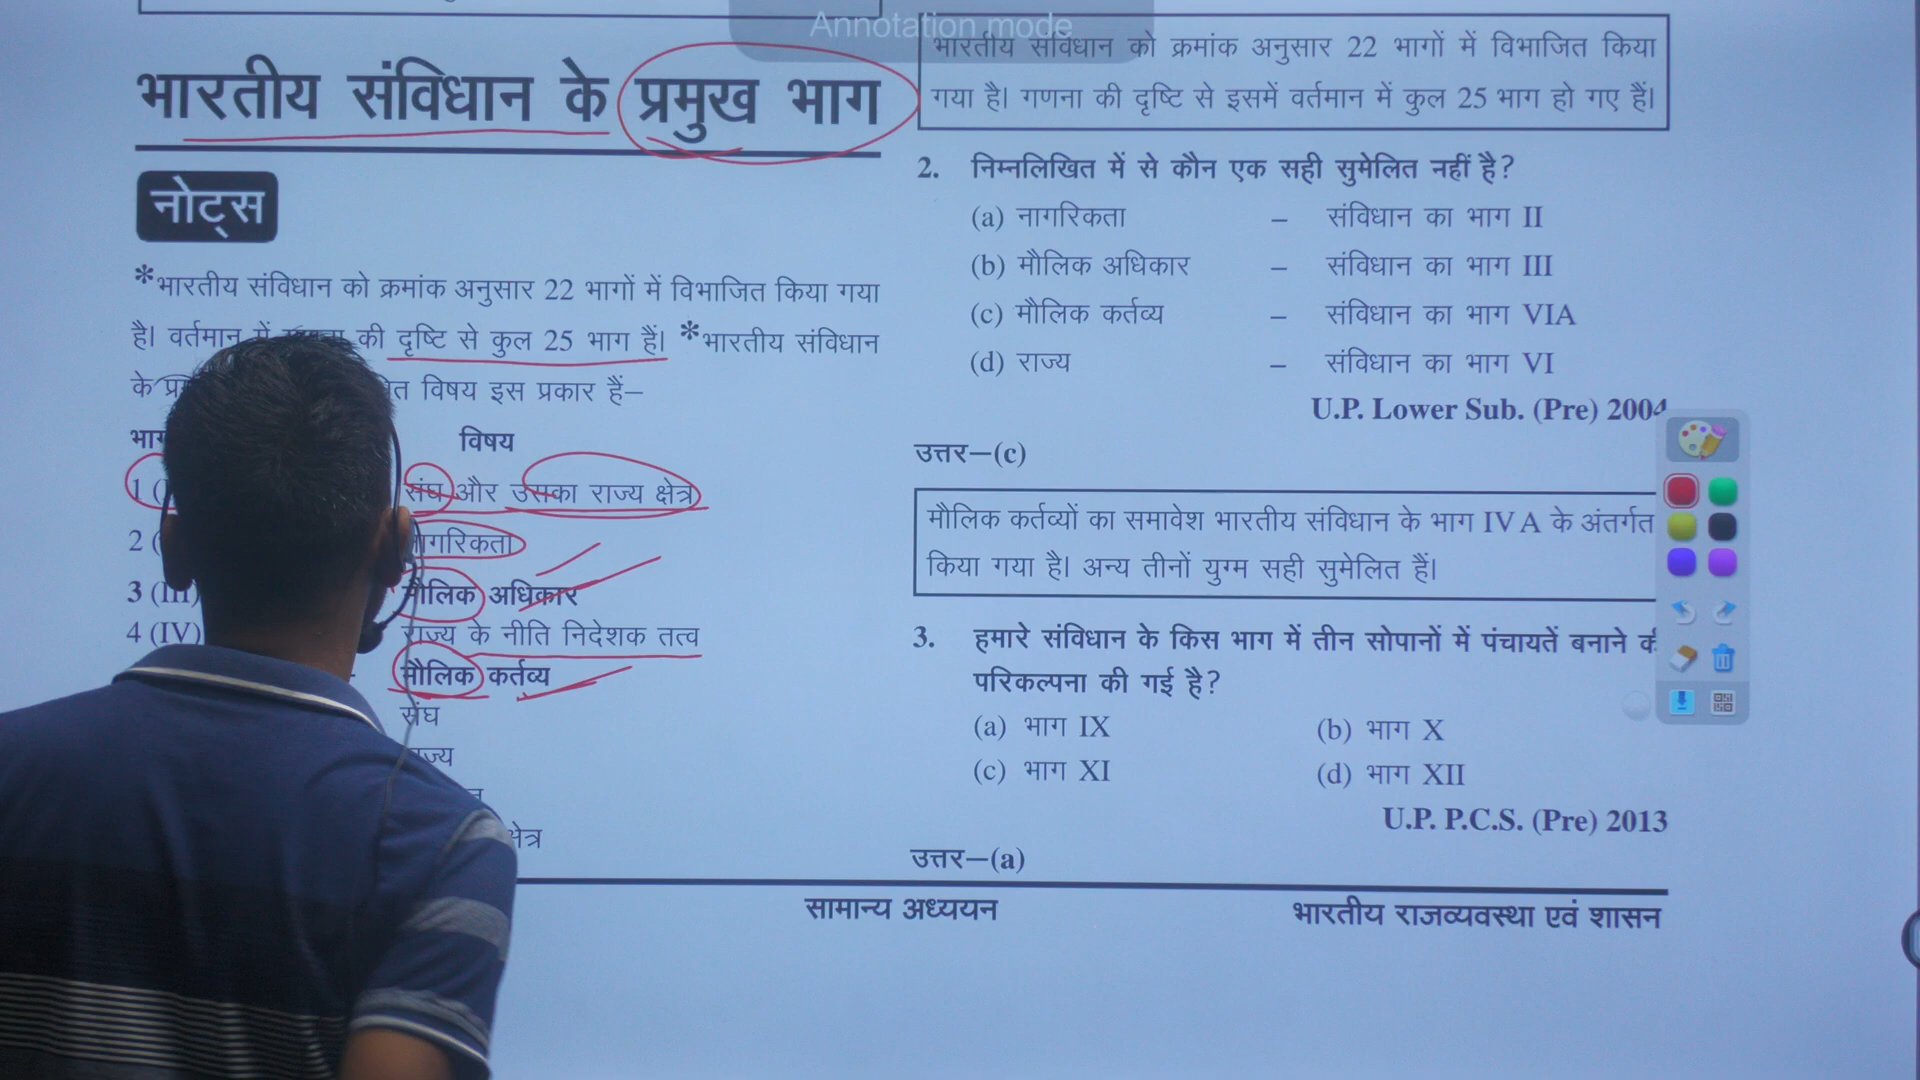 Annotation mode
भारतीय संविधान के प्रमुख भाग
नोट्स
*भारतीय संविधान को क्रमांक अनुसार 22 भागों में विभाजित किया गया
है। वर्तमान में की दृष्टि से कुल 25 भाग हैं। *भारतीय संविधान
के विषय इस प्रकार हैं–
विषय
1 संघ और उसका राज्य क्षेत्र
2 नागरिकता
3 (III) मौलिक अधिकार
4 (IV) राज्य के नीति निदेशक तत्व
मौलिक कर्तव्य
संघ
राज्य
क्षेत्र
भारतीय संविधान को क्रमांक अनुसार 22 भागों में विभाजित किया
गया है। गणना की दृष्टि से इसमें वर्तमान में कुल 25 भाग हो गए हैं।
2. निम्नलिखित में से कौन एक सही सुमेलित नहीं है?
(a) नागरिकता – संविधान का भाग II
(b) मौलिक अधिकार – संविधान का भाग III
(c) मौलिक कर्तव्य – संविधान का भाग VIA
(d) राज्य – संविधान का भाग VI
U.P. Lower Sub. (Pre) 2004
उत्तर–(c)
मौलिक कर्तव्यों का समावेश भारतीय संविधान के भाग IV A के अंतर्गत
किया गया है। अन्य तीनों युग्म सही सुमेलित हैं।
3. हमारे संविधान के किस भाग में तीन सोपानों में पंचायतें बनाने की
परिकल्पना की गई है?
(a) भाग IX (b) भाग X
(c) भाग XI (d) भाग XII
U.P. P.C.S. (Pre) 2013
उत्तर–(a)
सामान्य अध्ययन भारतीय राजव्यवस्था एवं शासन